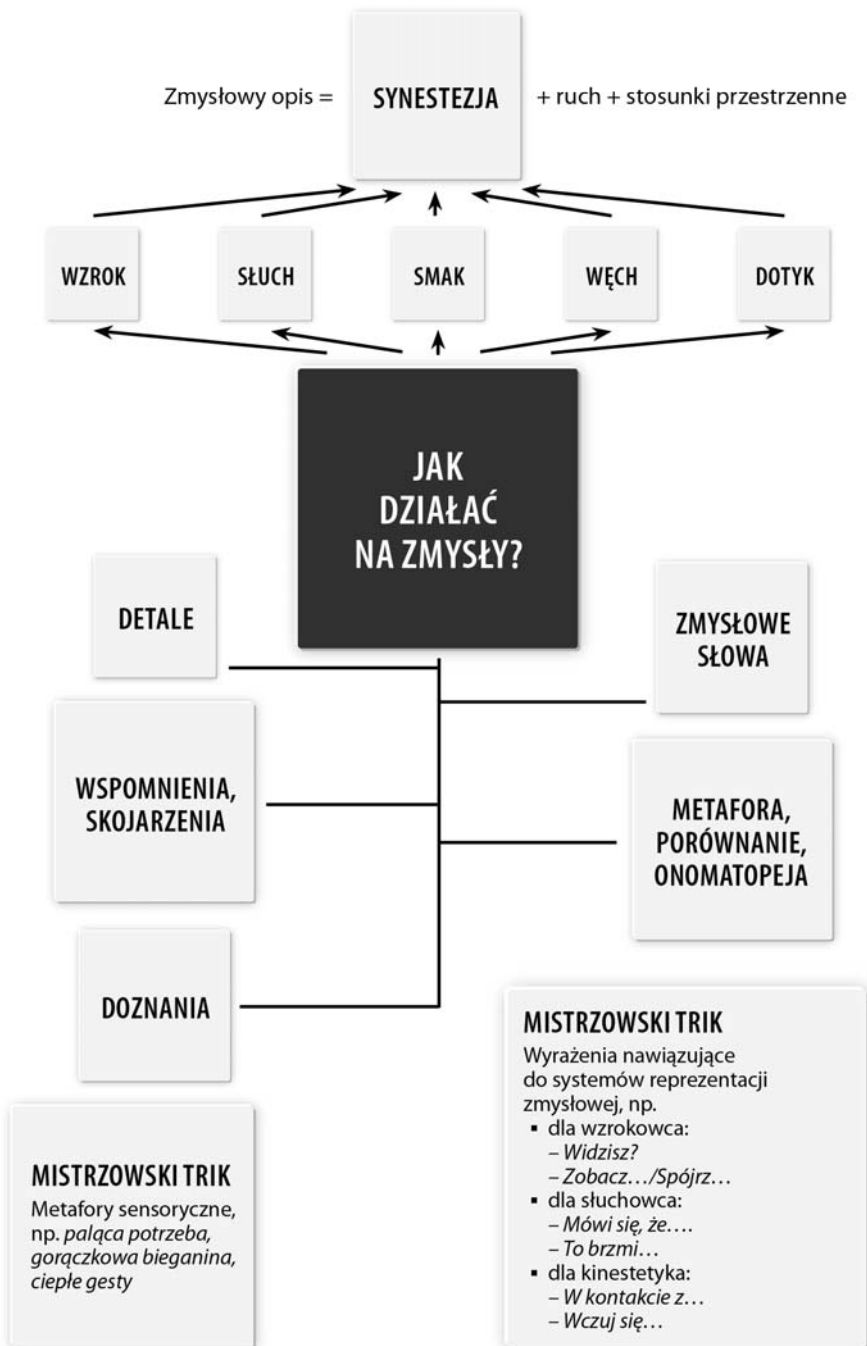 Zmysłowy opis = SYNESTEZJA + ruch + stosunki przestrzenne
WZROK
SŁUCH
SMAK
WĘCH
DOTYK
JAK
DZIAŁAĆ
NA ZMYSŁY?
DETALE
ZMYSŁOWE
SŁOWA
WSPOMNIENIA,
SKOJARZENIA
METAFORA,
PORÓWNANIE,
ONOMATOPEJA
DOZNANIA
MISTRZOWSKI TRIK
Metafory sensoryczne,
np. paląca potrzeba,
gorączkowa bieganina,
ciepłe gesty
MISTRZOWSKI TRIK
Wyrażenia nawiązujące
do systemów reprezentacji
zmysłowej, np.
▪ dla wzrokowca:
– Widzisz?
– Zobacz…/Spójrz…
▪ dla słuchowca:
– Mówi się, że….
– To brzmi…
▪ dla kinestetyka:
– W kontakcie z…
– Wczuj się…